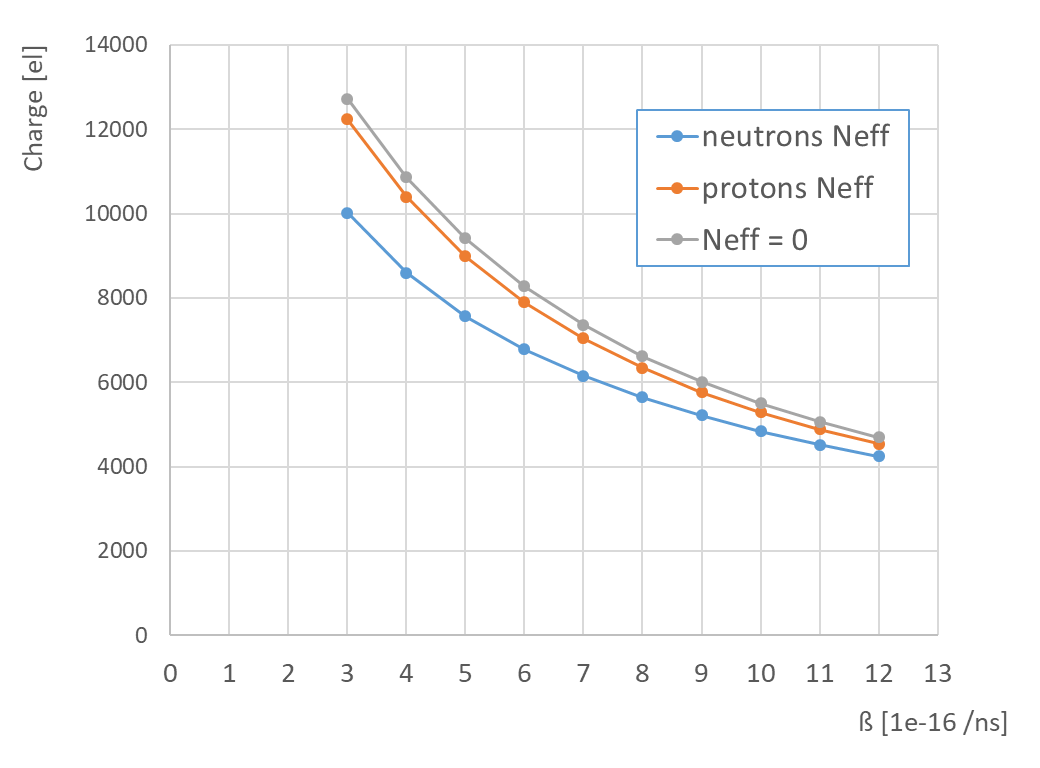 Charge [el]
14000
12000
10000
8000
6000
4000
2000
0
neutrons Neff
protons Neff
Neff = 0
0 1 2 3 4 5 6 7 8 9 10 11 12 13
ß [1e-16 /ns]